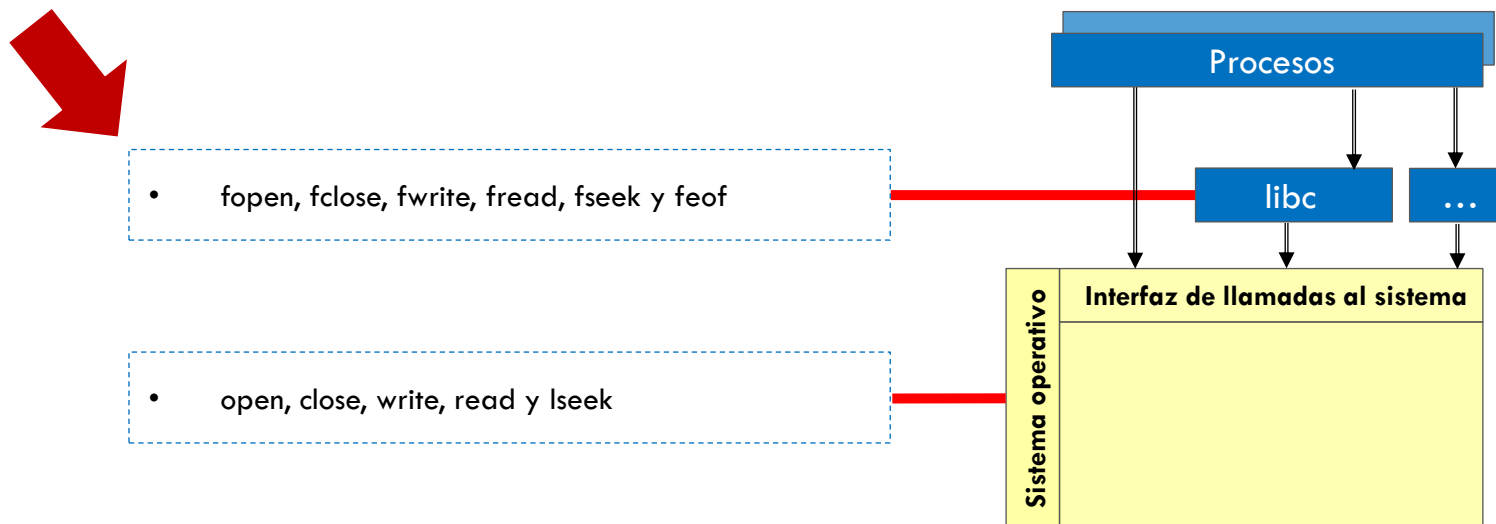 Procesos
• fopen, fclose, fwrite, fread, fseek y feof
libc
...
Interfaz de llamadas al sistema
Sistema operativo
• open, close, write, read y lseek